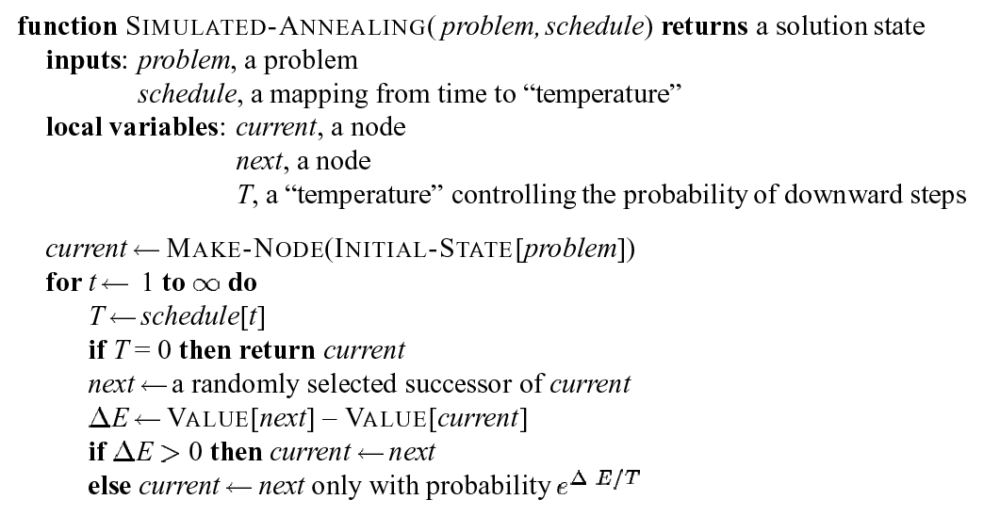 function SIMULATED-ANNEALING(problem, schedule) returns a solution state
inputs: problem, a problem
schedule, a mapping from time to “temperature”
local variables: current, a node
next, a node
T, a “temperature” controlling the probability of downward steps
current ← MAKE-NODE(INITIAL-STATE[problem])
for t ← 1 to ∞ do
T ← schedule[t]
if T = 0 then return current
next ← a randomly selected successor of current
ΔE ← VALUE[next] – VALUE[current]
if ΔE > 0 then current ← next
else current ← next only with probability e^Δ E/T